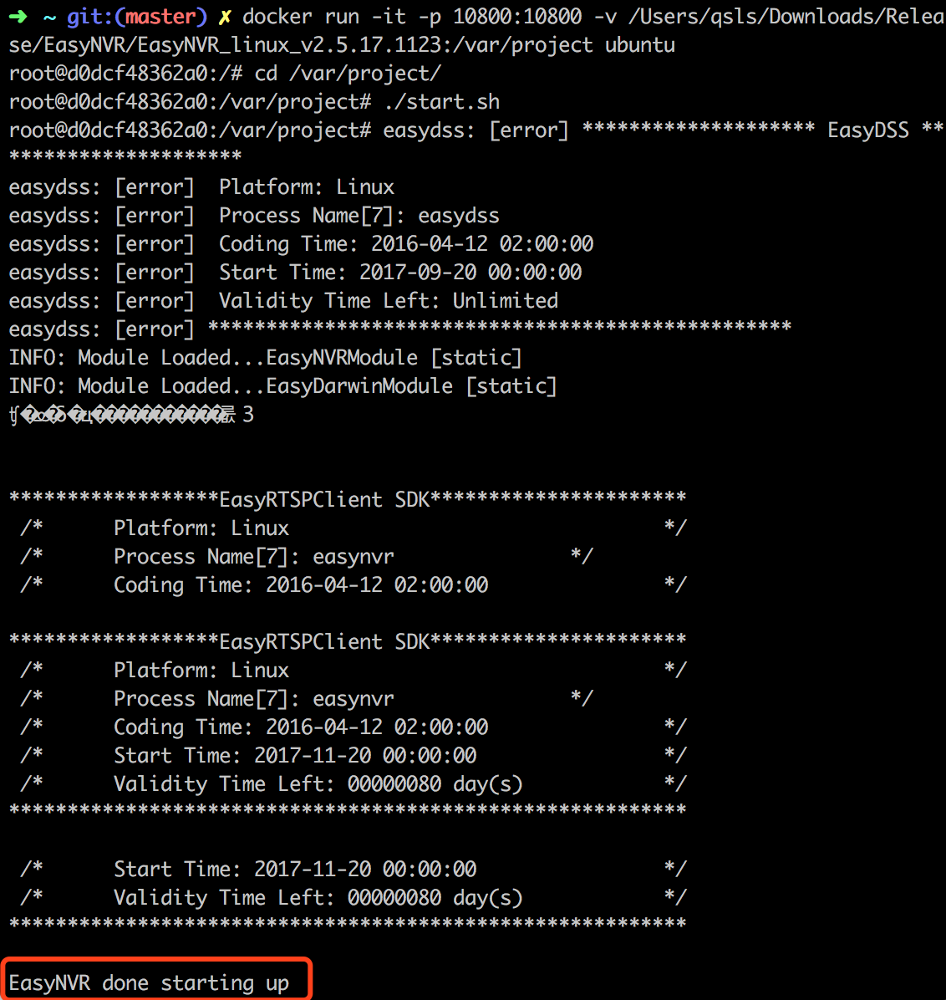 ➜ ~ git:(master) ✗ docker run -it -p 10800:10800 -v /Users/qsls/Downloads/Relea
se/EasyNVR/EasyNVR_linux_v2.5.17.1123:/var/project ubuntu
root@d0dcf48362a0:/# cd /var/project/
root@d0dcf48362a0:/var/project# ./start.sh
root@d0dcf48362a0:/var/project# easydss: [error] ******************** EasyDSS **
********************
easydss: [error]  Platform: Linux
easydss: [error]  Process Name[7]: easydss
easydss: [error]  Coding Time: 2016-04-12 02:00:00
easydss: [error]  Start Time: 2017-09-20 00:00:00
easydss: [error]  Validity Time Left: Unlimited
easydss: [error] **************************************************
INFO: Module Loaded...EasyNVRModule [static]
INFO: Module Loaded...EasyDarwinModule [static]
3
******************EasyRTSPClient SDK**********************
/* Platform: Linux */
/* Process Name[7]: easynvr */
/* Coding Time: 2016-04-12 02:00:00 */
******************EasyRTSPClient SDK**********************
/* Platform: Linux */
/* Process Name[7]: easynvr */
/* Coding Time: 2016-04-12 02:00:00 */
/* Start Time: 2017-11-20 00:00:00 */
/* Validity Time Left: 00000080 day(s) */
**********************************************************
/* Start Time: 2017-11-20 00:00:00 */
/* Validity Time Left: 00000080 day(s) */
**********************************************************
EasyNVR done starting up